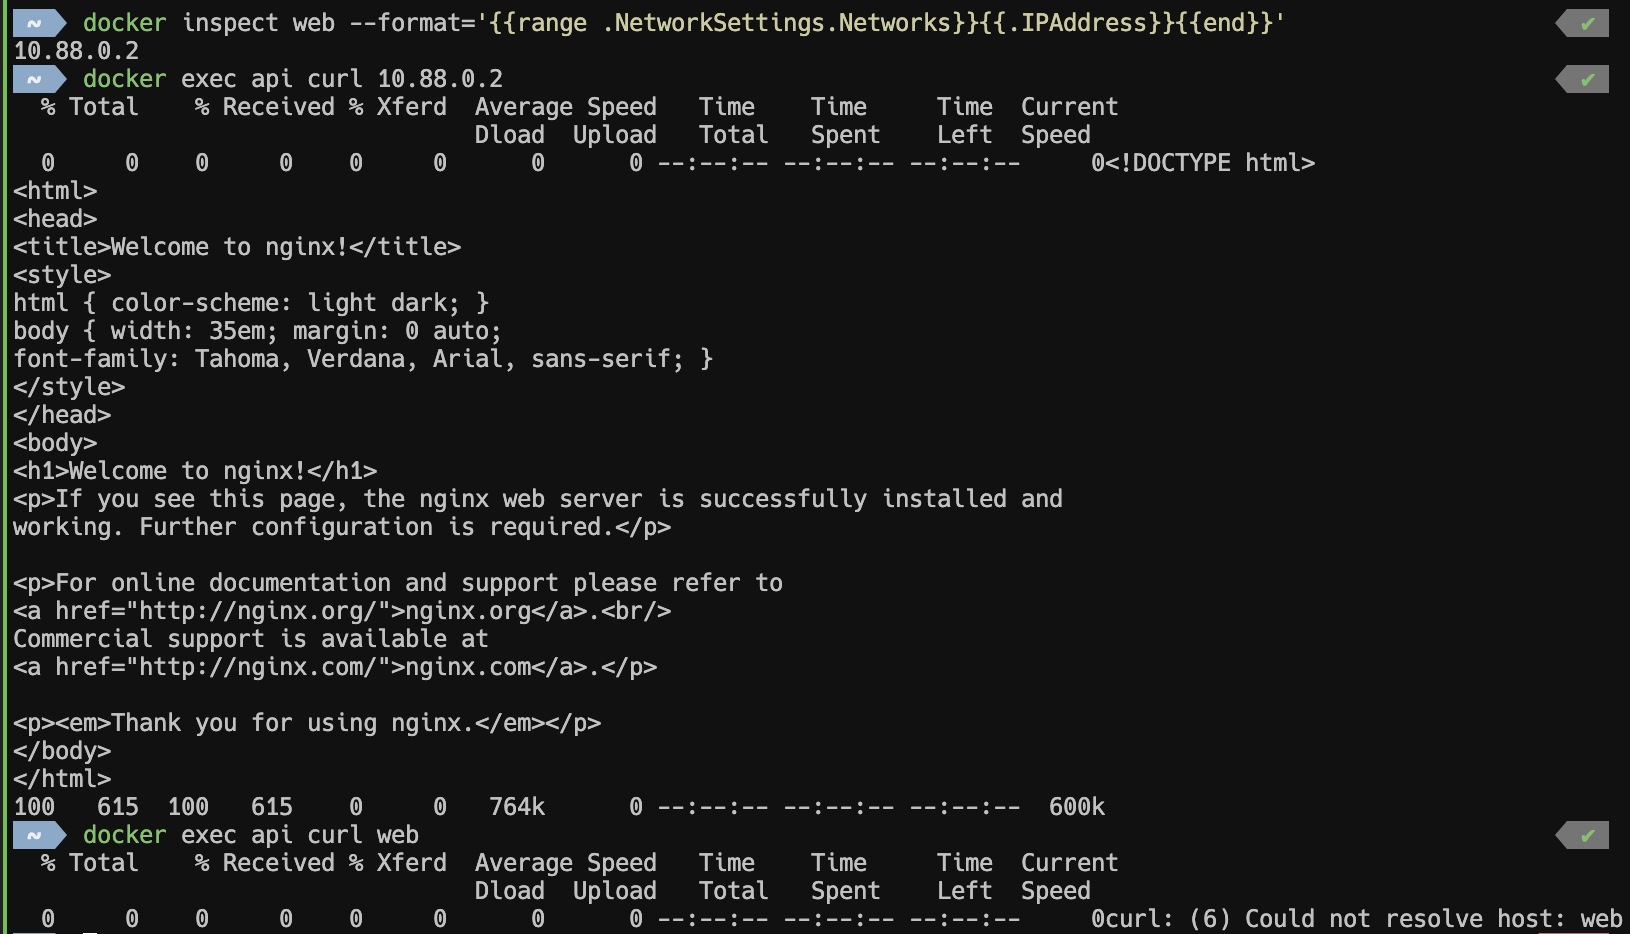 ~ docker inspect web --format='{{range .NetworkSettings.Networks}}{{.IPAddress}}{{end}}' ✔
10.88.0.2
~ docker exec api curl 10.88.0.2 ✔
  % Total    % Received % Xferd  Average Speed   Time    Time     Time  Current
                                 Dload  Upload   Total   Spent    Left  Speed
  0     0    0     0    0     0      0      0 --:--:-- --:--:-- --:--:--     0<!DOCTYPE html>
<html>
<head>
<title>Welcome to nginx!</title>
<style>
html { color-scheme: light dark; }
body { width: 35em; margin: 0 auto;
font-family: Tahoma, Verdana, Arial, sans-serif; }
</style>
</head>
<body>
<h1>Welcome to nginx!</h1>
<p>If you see this page, the nginx web server is successfully installed and
working. Further configuration is required.</p>

<p>For online documentation and support please refer to
<a href="http://nginx.org/">nginx.org</a>.<br/>
Commercial support is available at
<a href="http://nginx.com/">nginx.com</a>.</p>

<p><em>Thank you for using nginx.</em></p>
</body>
</html>
100   615  100   615    0     0   764k      0 --:--:-- --:--:-- --:--:--  600k
~ docker exec api curl web ✔
  % Total    % Received % Xferd  Average Speed   Time    Time     Time  Current
                                 Dload  Upload   Total   Spent    Left  Speed
  0     0    0     0    0     0      0      0 --:--:-- --:--:-- --:--:--     0curl: (6) Could not resolve host: web